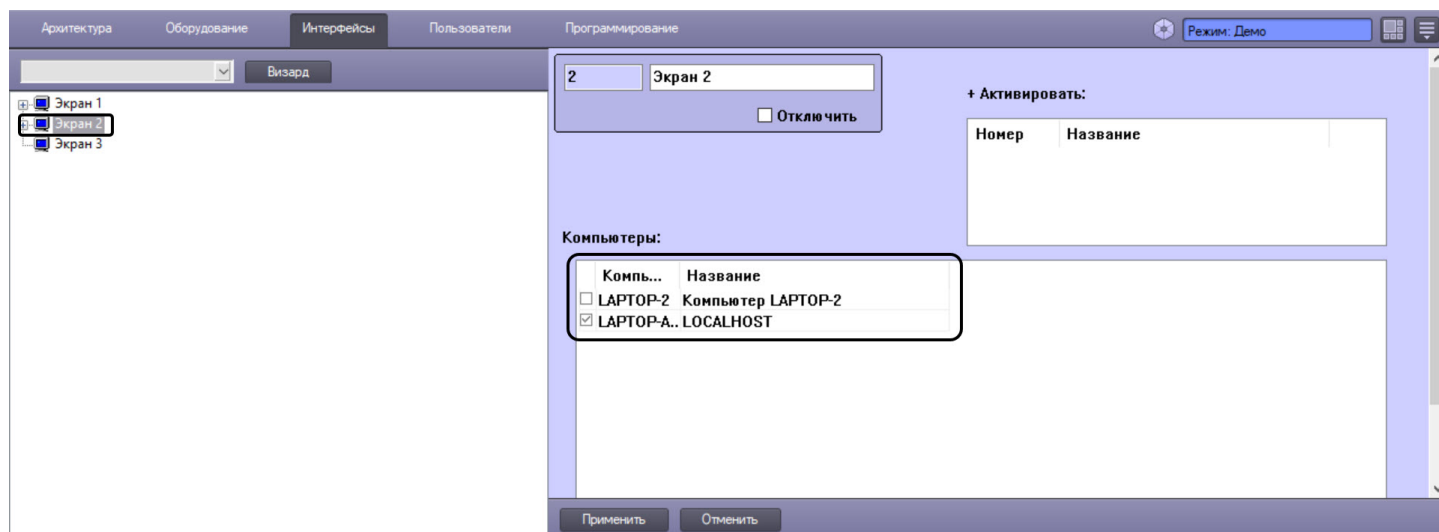 Архитектура Оборудование Интерфейсы Пользователи Программирование Режим: Демо
Визард
Экран 1
Экран 2
Экран 3
2 Экран 2
Отключить
+ Активировать:
Номер Название
Компьютеры:
Компь... Название
LAPTOP-2 Компьютер LAPTOP-2
LAPTOP-A.. LOCALHOST
Применить Отменить